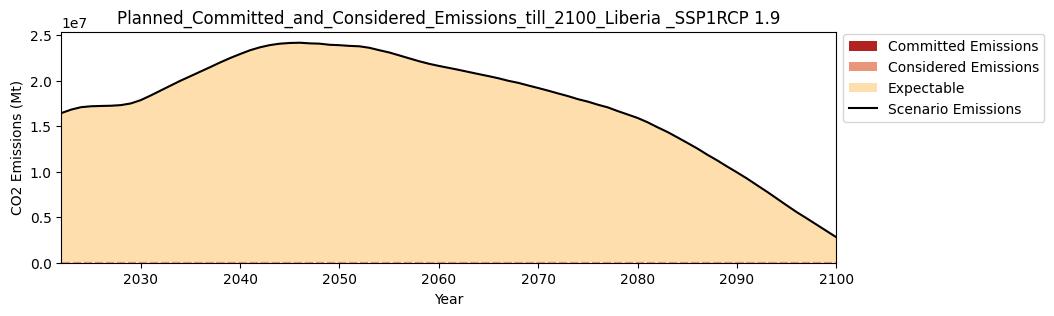 Planned_Committed_and_Considered_Emissions_till_2100_Liberia _SSP1RCP 1.9
1e7
2.5
2.0
1.5
1.0
0.5
0.0
CO2 Emissions (Mt)
2030 2040 2050 2060 2070 2080 2090 2100
Year
Committed Emissions
Considered Emissions
Expectable
Scenario Emissions